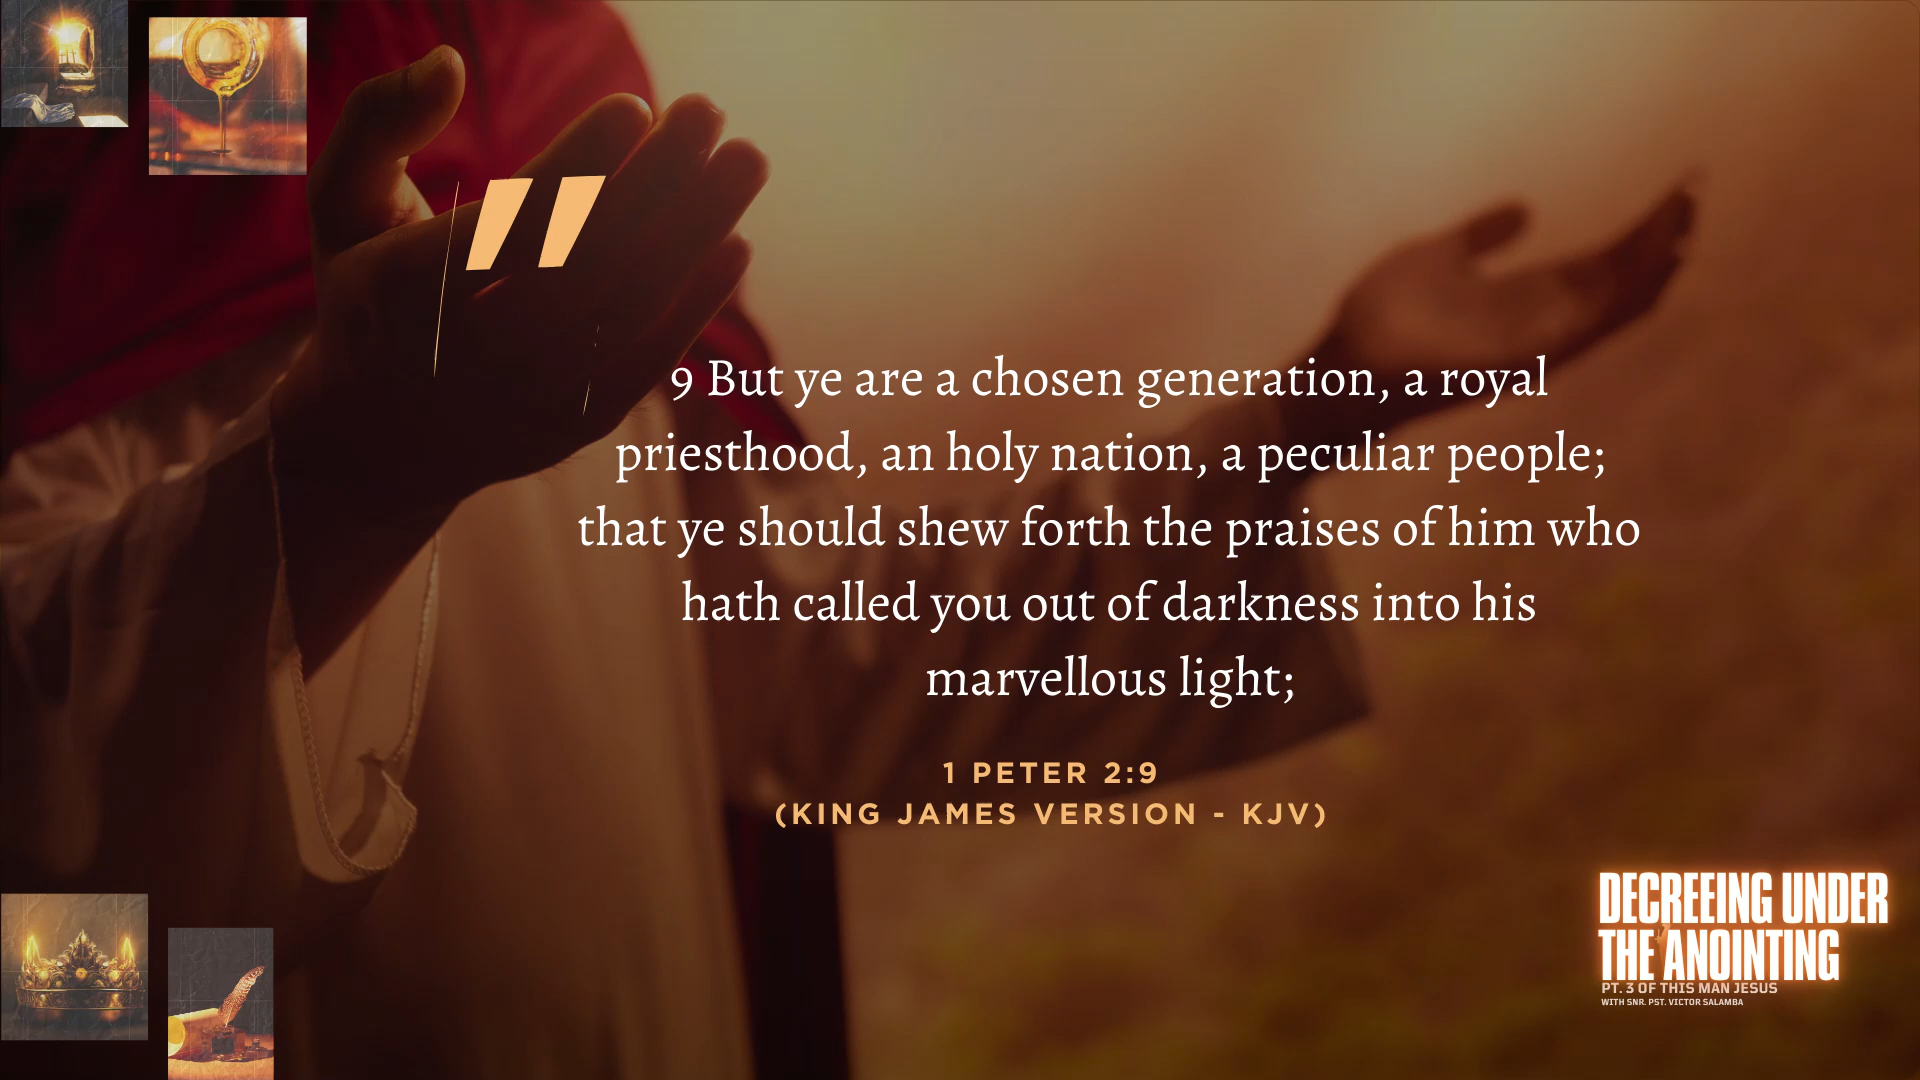 "
9 But ye are a chosen generation, a royal
priesthood, an holy nation, a peculiar people;
that ye should shew forth the praises of him who
hath called you out of darkness into his
marvellous light;
1 PETER 2:9
(KING JAMES VERSION - KJV)
DECREEING UNDER
THE ANOINTING
PT. 3 OF THIS MAN JESUS
WITH SNR. PST. VICTOR SALAMBA